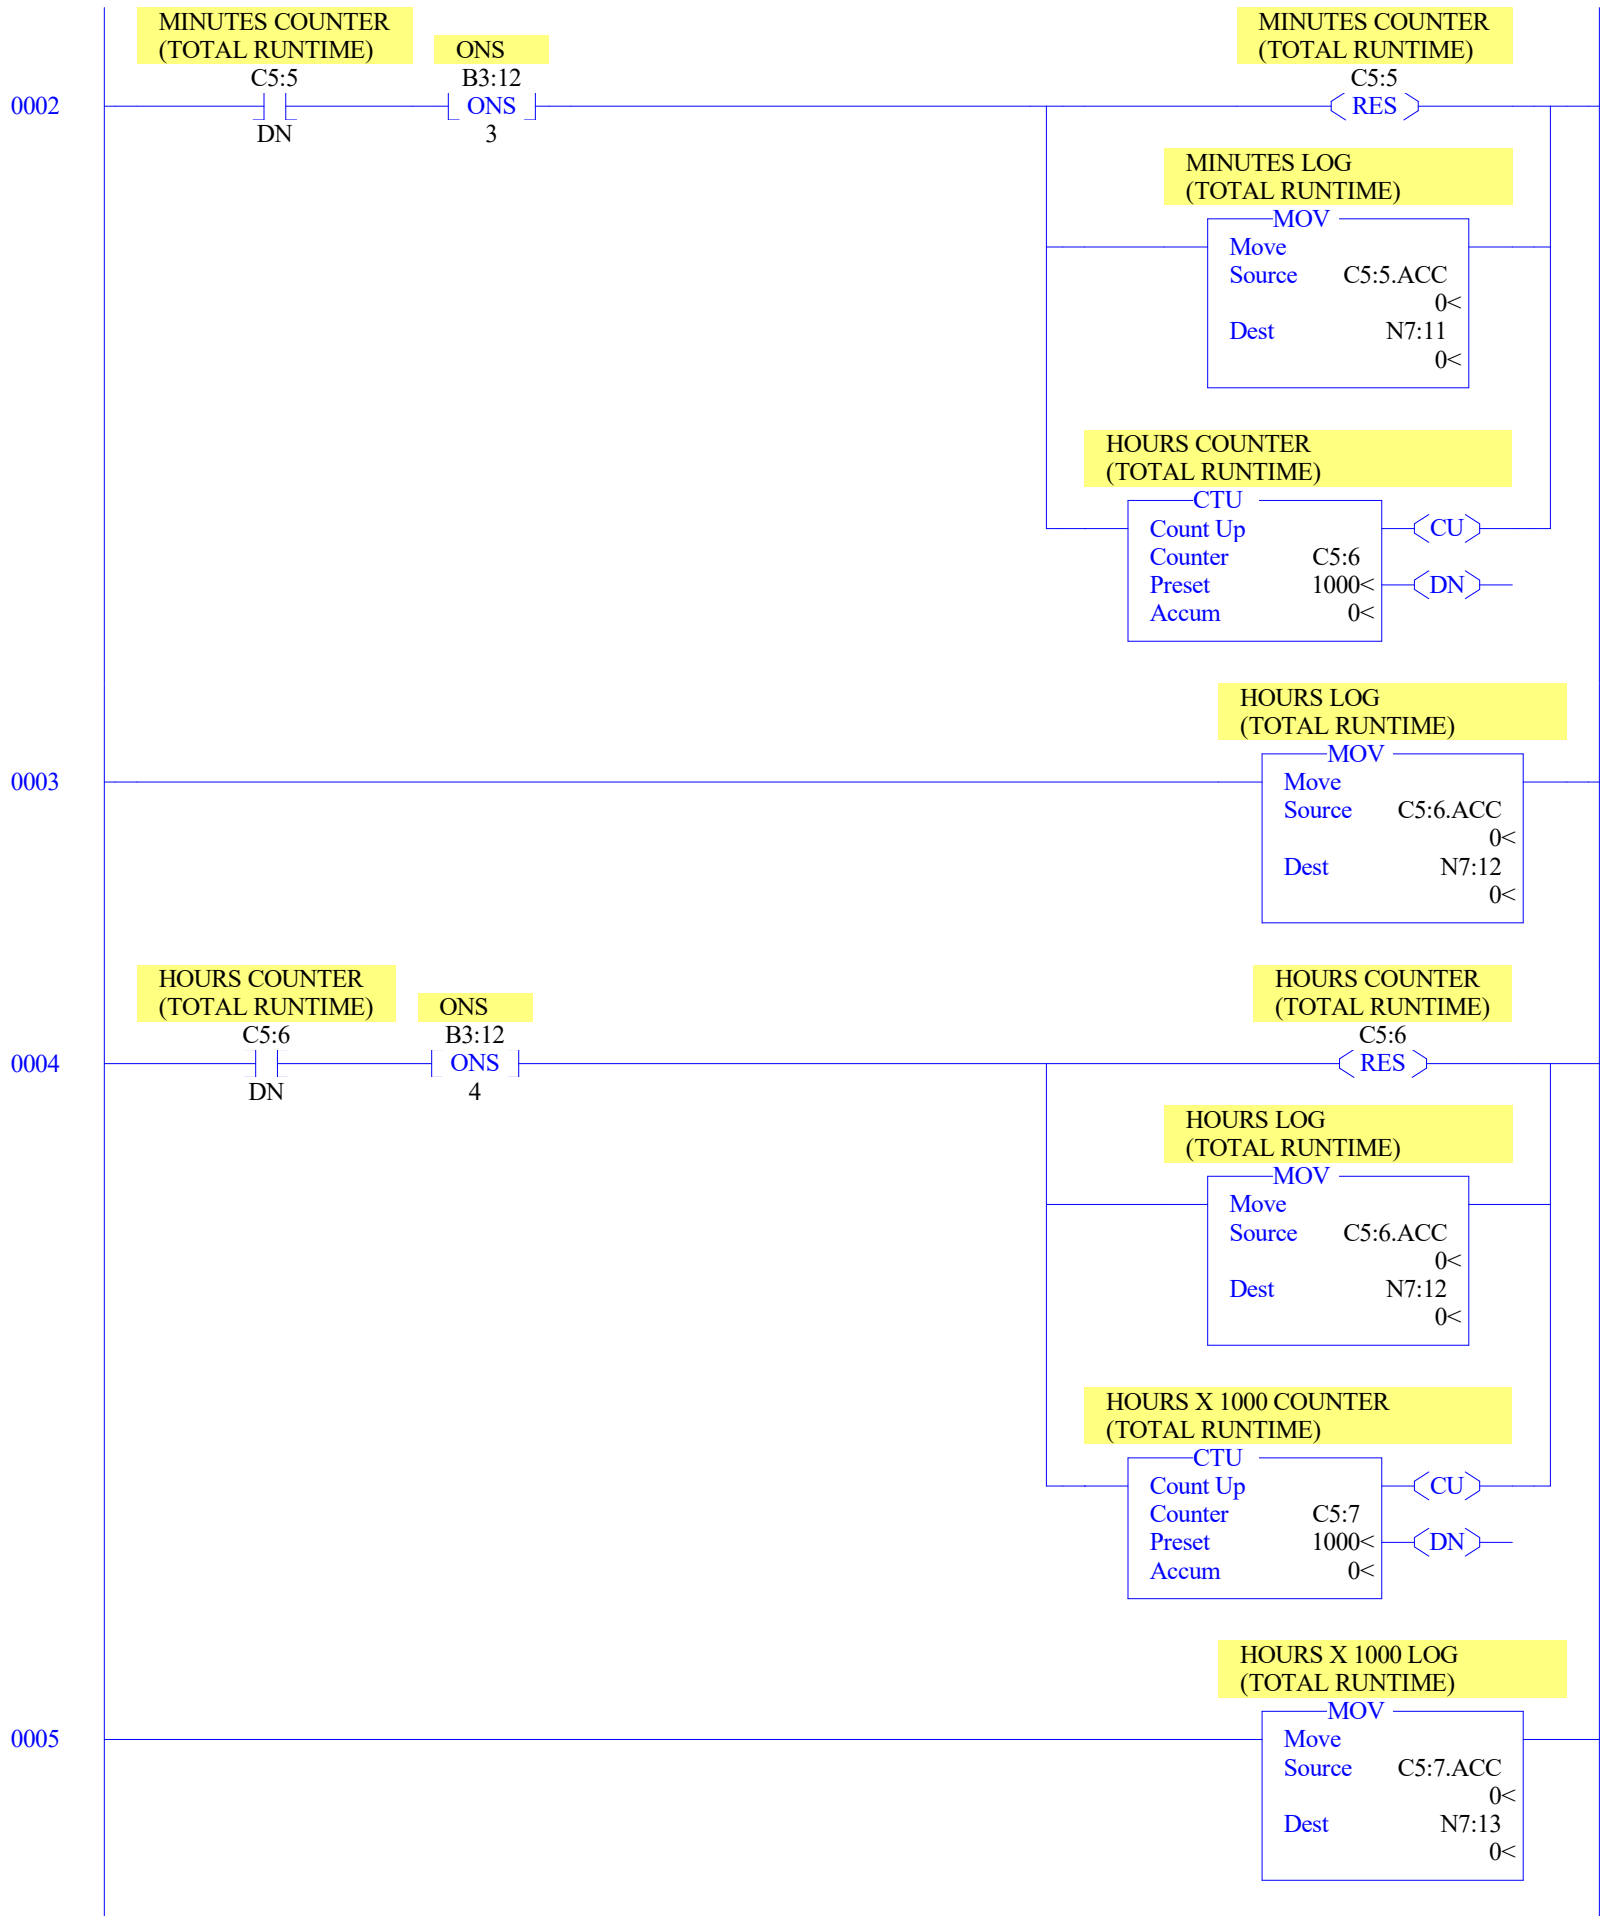 MINUTES COUNTER
(TOTAL RUNTIME)
C5:5
DN
ONS
B3:12
ONS
3
MINUTES COUNTER
(TOTAL RUNTIME)
C5:5
RES
0002
MINUTES LOG
(TOTAL RUNTIME)
MOV
Move
Source C5:5.ACC
0<
Dest N7:11
0<
HOURS COUNTER
(TOTAL RUNTIME)
CTU
Count Up
Counter C5:6
Preset 1000<
Accum 0<
CU
DN
HOURS LOG
(TOTAL RUNTIME)
0003
MOV
Move
Source C5:6.ACC
0<
Dest N7:12
0<
HOURS COUNTER
(TOTAL RUNTIME)
C5:6
DN
ONS
B3:12
ONS
4
HOURS COUNTER
(TOTAL RUNTIME)
C5:6
RES
0004
HOURS LOG
(TOTAL RUNTIME)
MOV
Move
Source C5:6.ACC
0<
Dest N7:12
0<
HOURS X 1000 COUNTER
(TOTAL RUNTIME)
CTU
Count Up
Counter C5:7
Preset 1000<
Accum 0<
CU
DN
HOURS X 1000 LOG
(TOTAL RUNTIME)
0005
MOV
Move
Source C5:7.ACC
0<
Dest N7:13
0<